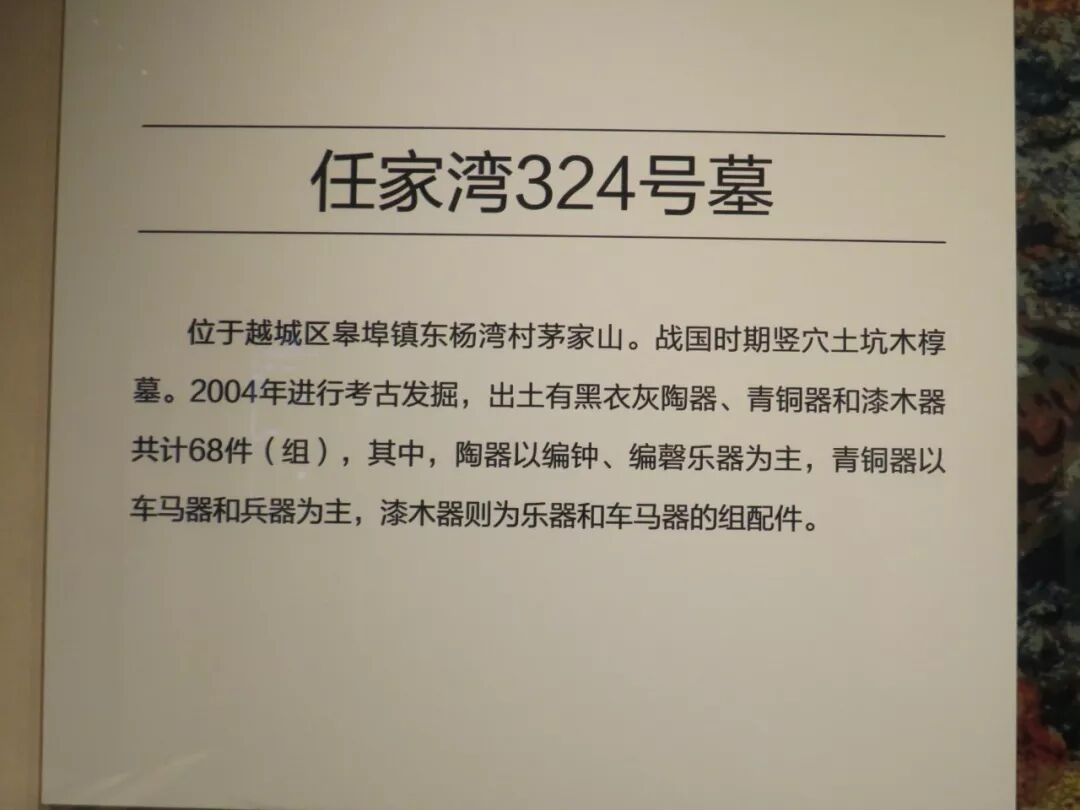 任家湾324号墓
位于越城区皋埠镇东杨湾村茅家山。战国时期竖穴土坑木椁
墓。2004年进行考古发掘，出土有黑衣灰陶器、青铜器和漆木器
共计68件（组），其中，陶器以编钟、编磬乐器为主，青铜器以
车马器和兵器为主，漆木器则为乐器和车马器的组配件。